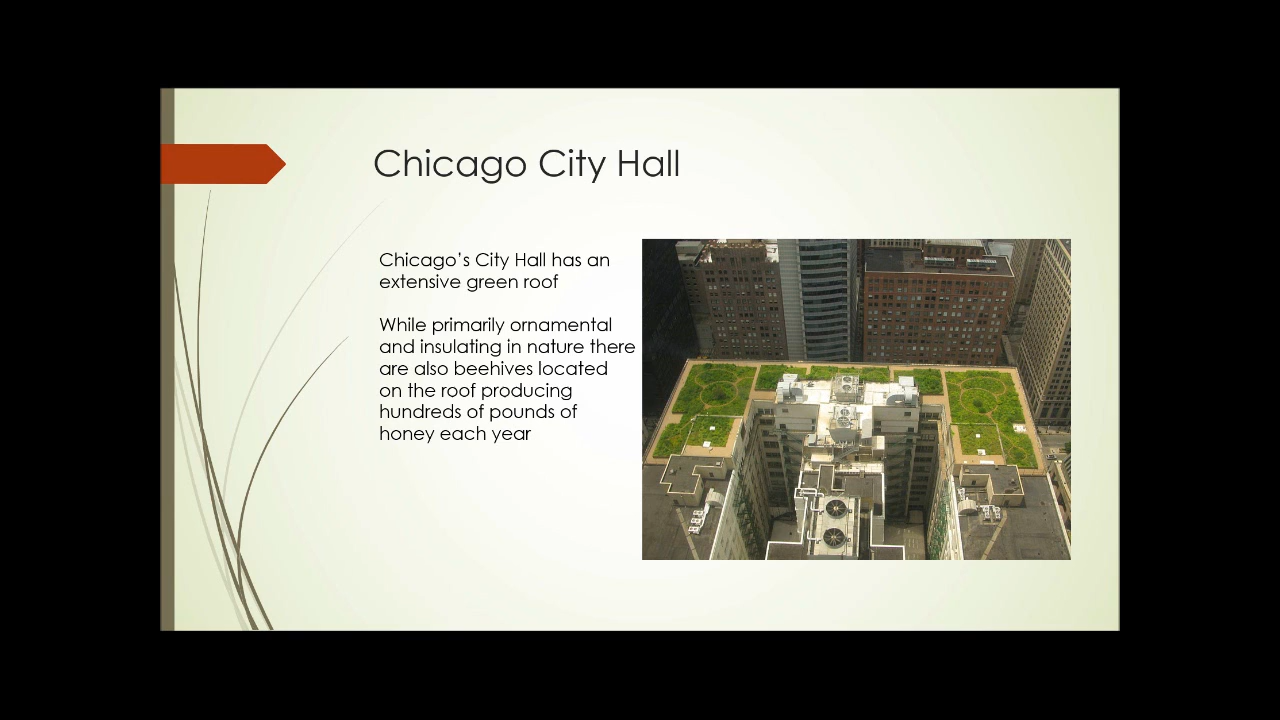 Chicago City Hall
Chicago's City Hall has an
extensive green roof
While primarily ornamental
and insulating in nature there
are also beehives located
on the roof producing
hundreds of pounds of
honey each year